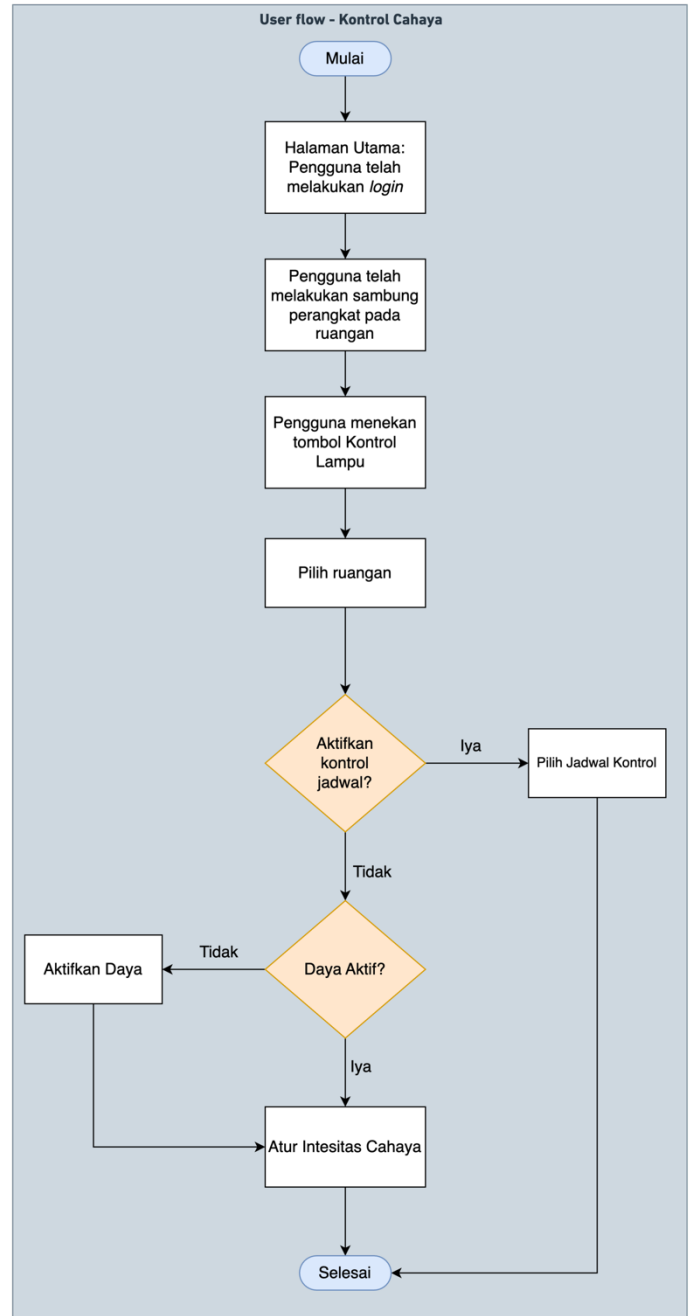 User flow - Kontrol Cahaya
Mulai
Halaman Utama:
Pengguna telah
melakukan login
Pengguna telah
melakukan sambung
perangkat pada
ruangan
Pengguna menekan
tombol Kontrol
Lampu
Pilih ruangan
Aktifkan
kontrol
jadwal?
Iya
Pilih Jadwal Kontrol
Tidak
Daya Aktif?
Tidak
Aktifkan Daya
Iya
Atur Intesitas Cahaya
Selesai